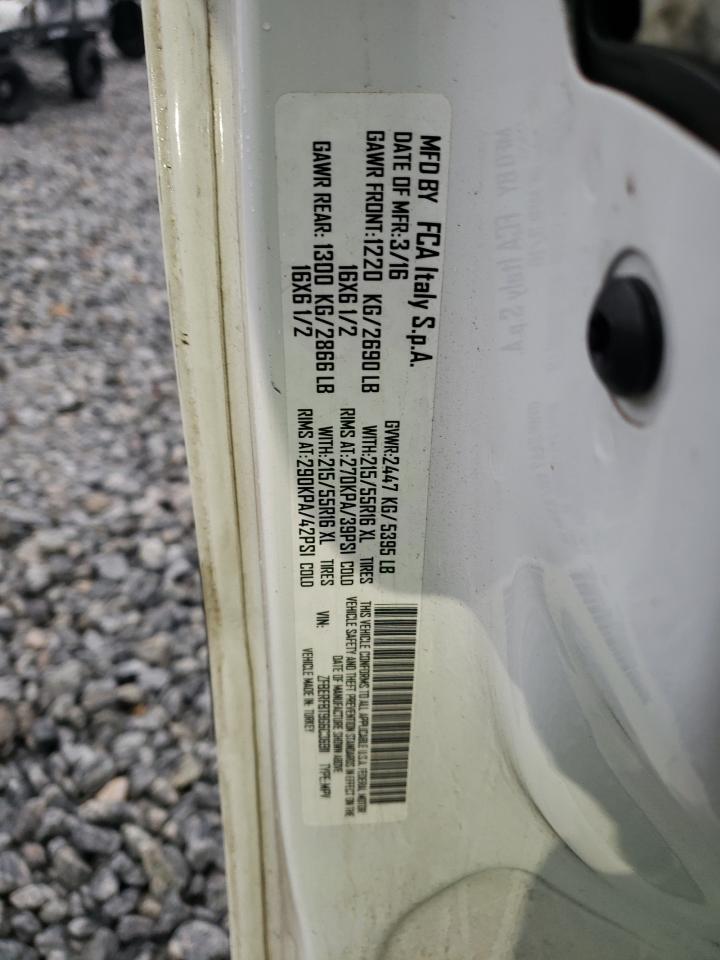 MFD BY FCA Italy S.p.A.
DATE OF MFR:3/16 GVWR:2447 KG/5395 LB
GAWR FRONT:1220 KG/2690 LB WITH:215/55R16 XL TIRES
16X6 1/2 RIMS AT:270KPA/39PSI COLD
GAWR REAR: 1300 KG/2866 LB WITH:215/55R16 XL TIRES
16X6 1/2 RIMS AT:290KPA/42PSI COLD
THIS VEHICLE CONFORMS TO ALL APPLICABLE U.S.A. FEDERAL MOTOR
VEHICLE SAFETY AND THEFT PREVENTION STANDARDS IN EFFECT ON THE
DATE OF MANUFACTURE SHOWN ABOVE
VIN: TYPE:MPV
VEHICLE MADE IN: TURKEY